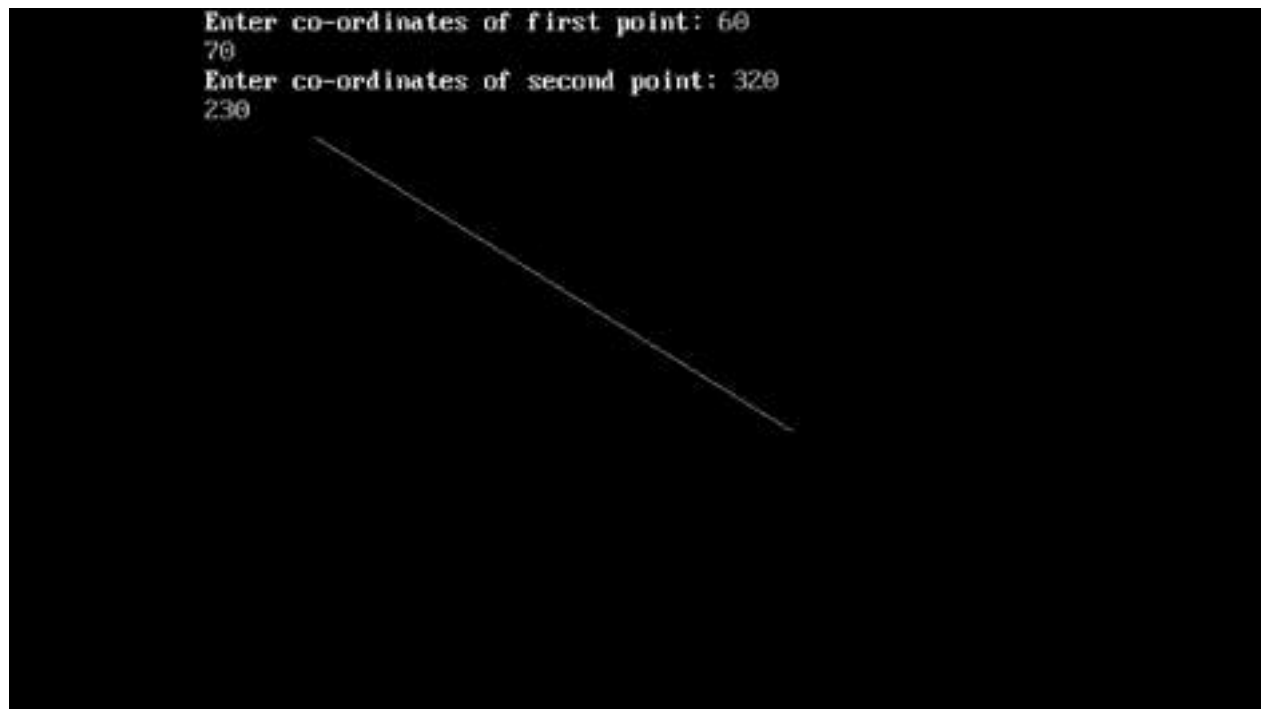 Enter co-ordinates of first point: 60
70
Enter co-ordinates of second point: 320
230